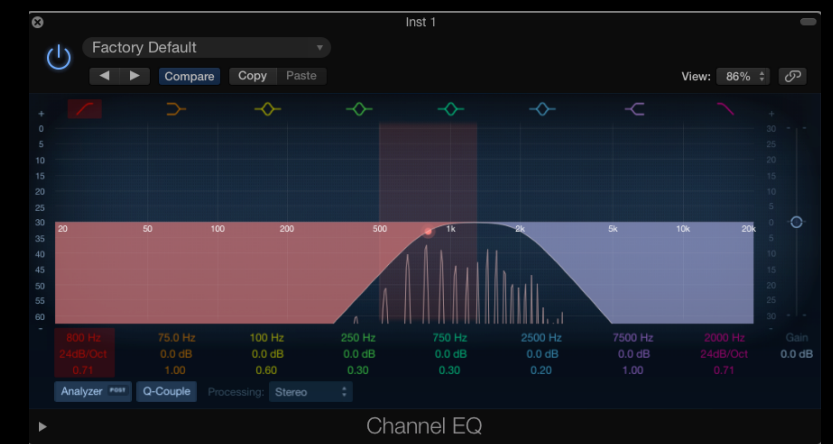 Inst 1
Factory Default
Compare Copy Paste View: 86%
+ +
0 30
5 25
10 20
15 15
20 10
25 5
30 20 50 100 200 500 1k 2k 5k 10k 20k 0
35 5
40 10
45 15
50 20
55 25
60 30
- -
800 Hz 75.0 Hz 100 Hz 250 Hz 750 Hz 2500 Hz 7500 Hz 2000 Hz Gain
24dB/Oct 0.0 dB 0.0 dB 0.0 dB 0.0 dB 0.0 dB 0.0 dB 24dB/Oct 0.0 dB
0.71 1.00 0.60 0.30 0.30 0.20 1.00 0.71
Analyzer POST Q-Couple Processing: Stereo
Channel EQ